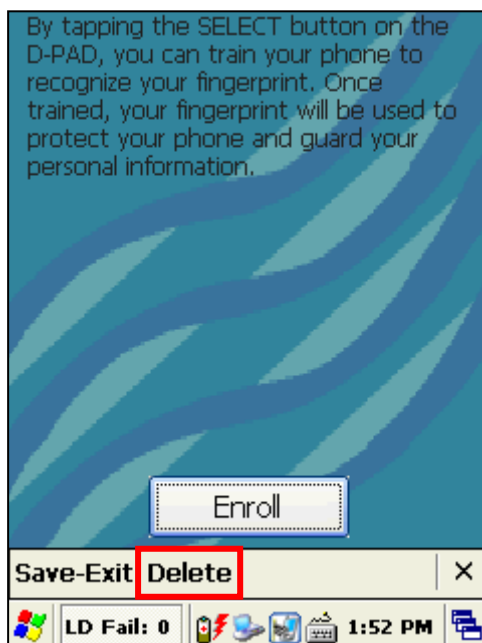 By tapping the SELECT button on the
D-PAD, you can train your phone to
recognize your fingerprint. Once
trained, your fingerprint will be used to
protect your phone and guard your
personal information.
Enroll
Save-Exit Delete ×
LD Fail: 0 1:52 PM